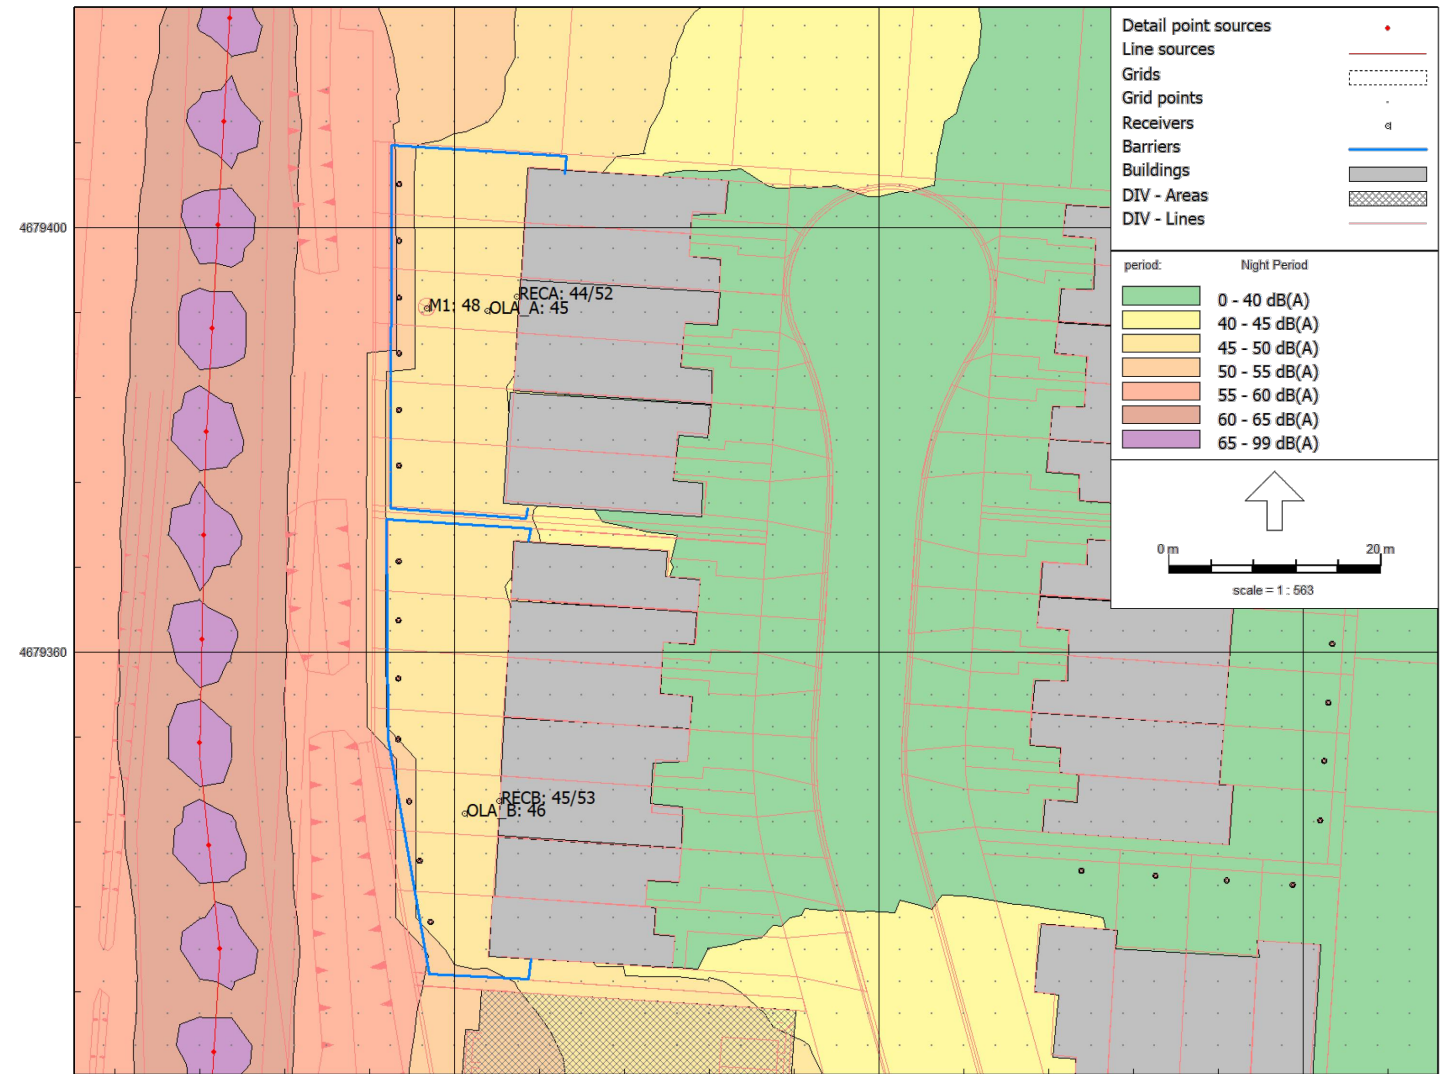 Detail point sources
Line sources
Grids
Grid points
Receivers
Barriers
Buildings
DIV - Areas
DIV - Lines
period: Night Period
0 - 40 dB(A)
40 - 45 dB(A)
45 - 50 dB(A)
50 - 55 dB(A)
55 - 60 dB(A)
60 - 65 dB(A)
65 - 99 dB(A)
0 m 20 m
scale = 1 : 563
4679400
RECA: 44/52
M1: 48
OLA_A: 45
4679360
RECB: 45/53
OLA_B: 46